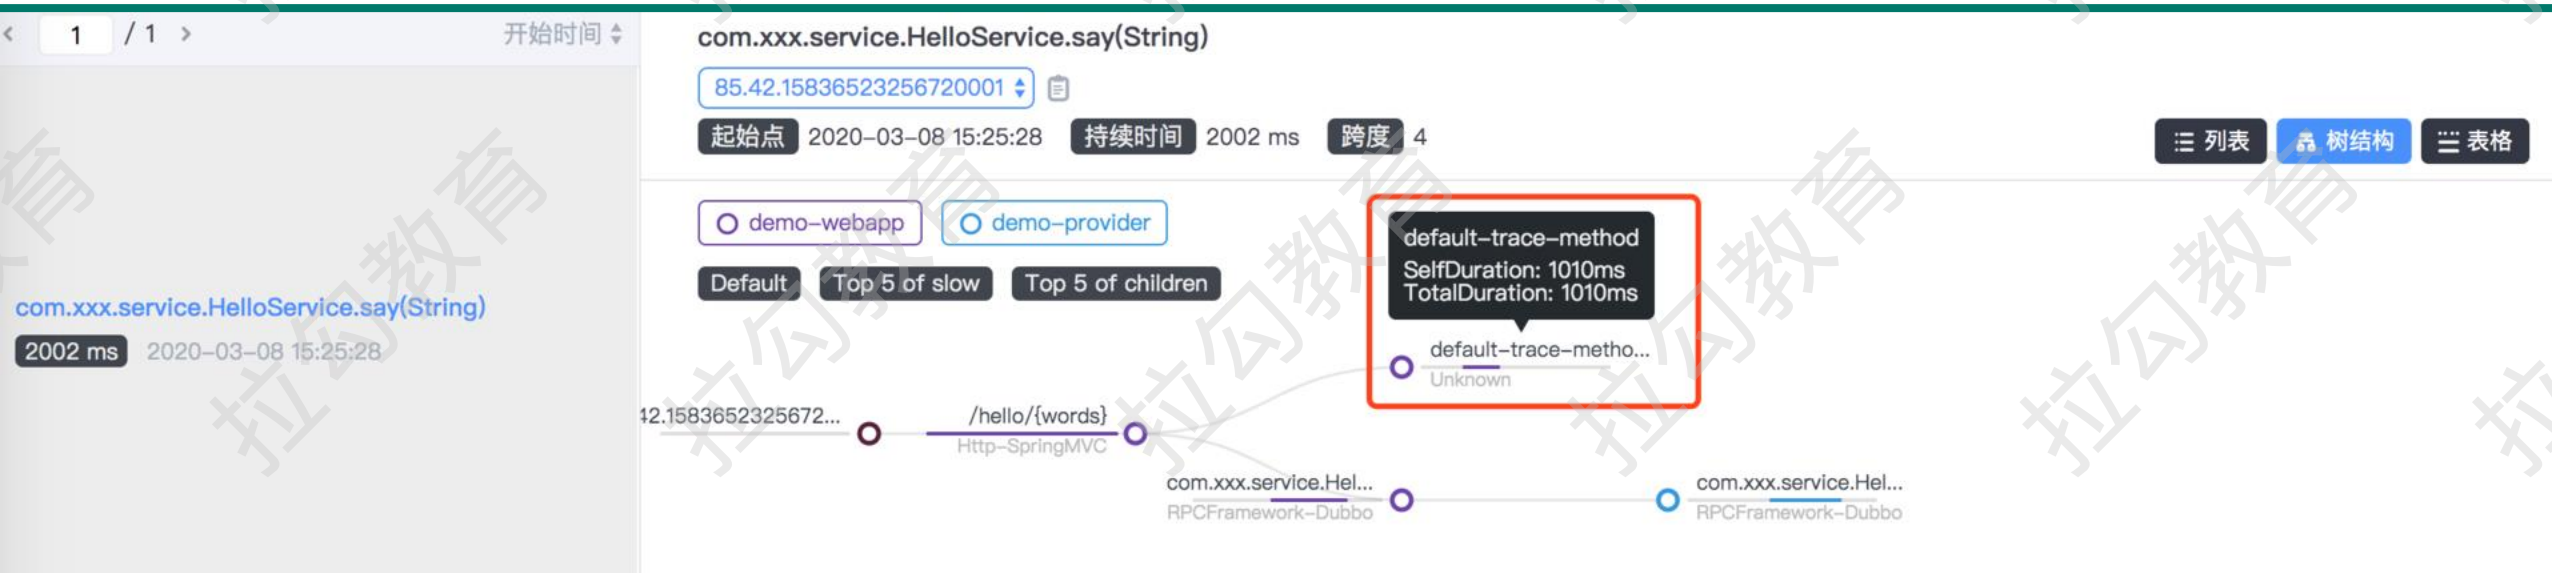 1 / 1
开始时间
com.xxx.service.HelloService.say(String)
2002 ms 2020-03-08 15:25:28
com.xxx.service.HelloService.say(String)
85.42.15836523256720001
起始点 2020-03-08 15:25:28 持续时间 2002 ms 跨度 4
列表 树结构 表格
demo-webapp demo-provider
Default Top 5 of slow Top 5 of children
default-trace-method
SelfDuration: 1010ms
TotalDuration: 1010ms
default-trace-metho...
Unknown
42.1583652325672...
/hello/{words}
Http-SpringMVC
com.xxx.service.Hel...
RPCFramework-Dubbo
com.xxx.service.Hel...
RPCFramework-Dubbo
拉勾教育